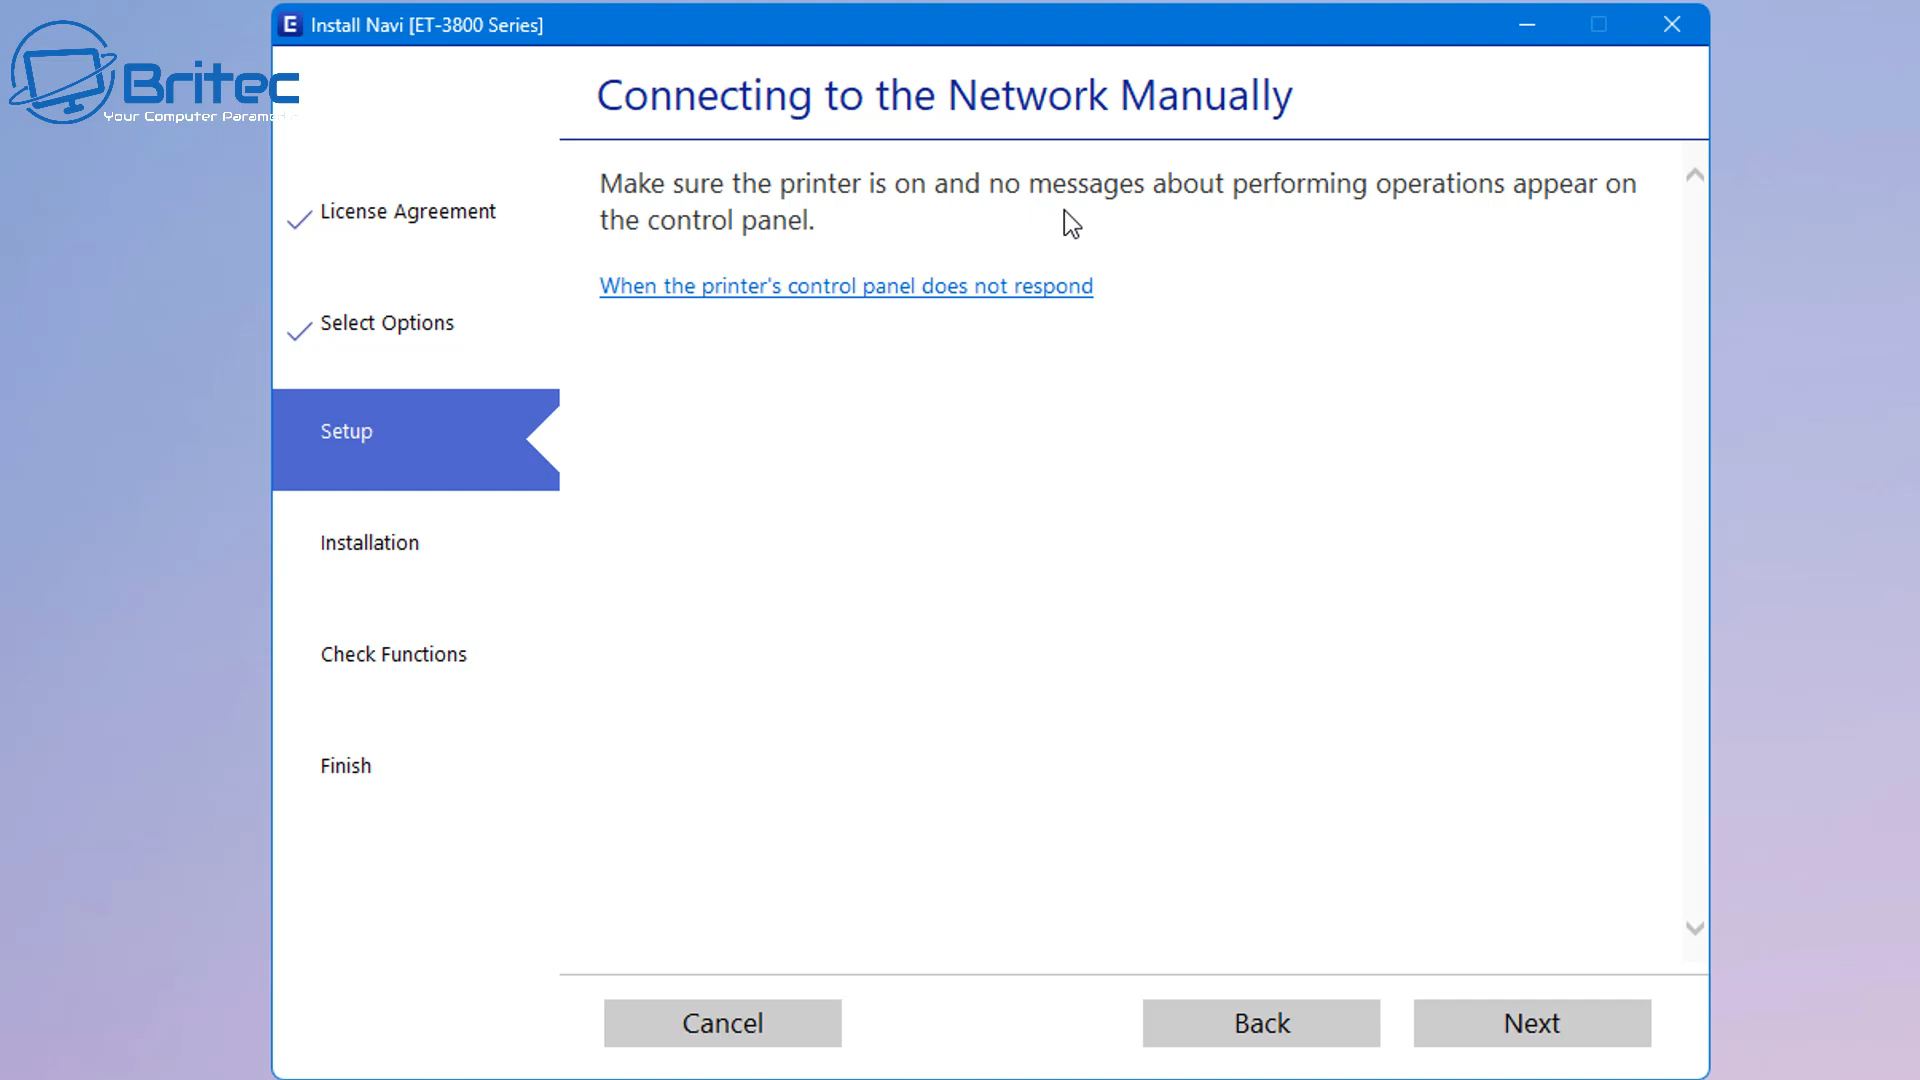 Install Navi [ET-3800 Series]
Britec
Your Computer
Connecting to the Network Manually
License Agreement
Select Options
Setup
Installation
Check Functions
Finish
Make sure the printer is on and no messages about performing operations appear on
the control panel.
When the printer's control panel does not respond
Cancel
Back
Next